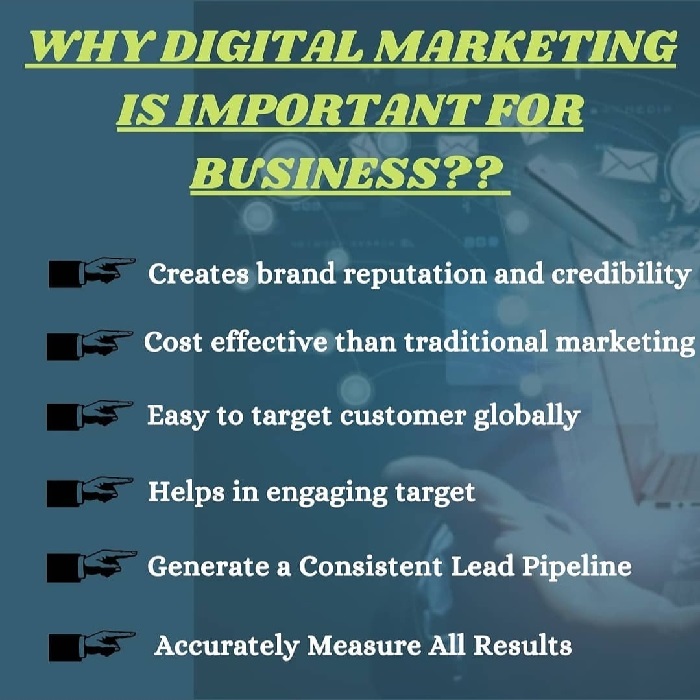 WHY DIGITAL MARKETING
IS IMPORTANT FOR
BUSINESS??
Creates brand reputation and credibility
Cost effective than traditional marketing
Easy to target customer globally
Helps in engaging target
Generate a Consistent Lead Pipeline
Accurately Measure All Results